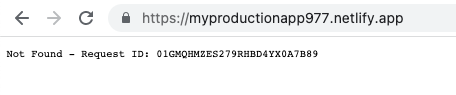 https://myproductionapp977.netlify.app
Not Found - Request ID: 01GMQHMZES279RHBD4YX0A7B89